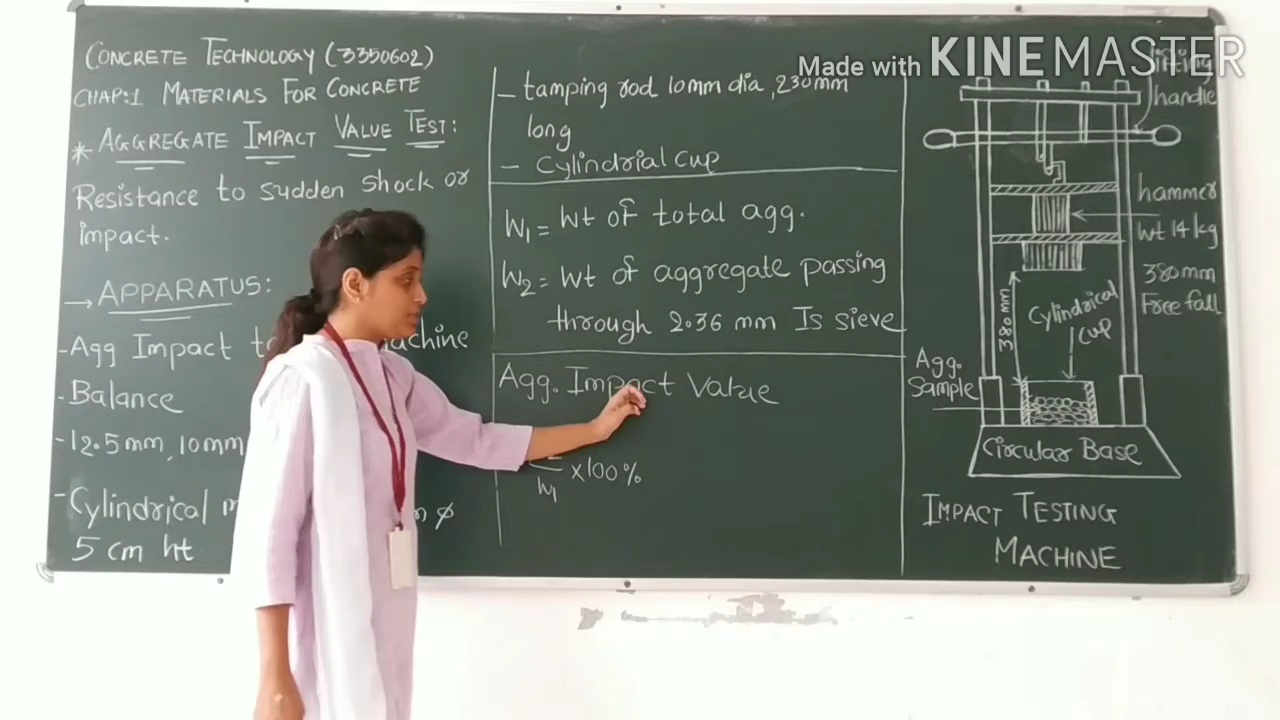 CONCRETE TECHNOLOGY (3350602)
CHAP:1 MATERIALS FOR CONCRETE
* AGGREGATE IMPACT VALUE TEST:
Resistance to sudden shock or
impact.
→ APPARATUS:
- Agg Impact
- Balance
- 12.5mm, 10mm
- Cylindrical
5 cm ht
- tamping rod 10mm dia, 230mm
long
- Cylindrial cup
W1 = Wt of total agg.
W2 = Wt of aggregate passing
through 2.36 mm Is sieve
Agg. Impact Value
W1 ×100%
Made with KINEMASTER
lifting
handle
hammer
Wt 14 kg
380mm
Free fall
380 mm
Cylindrical
cup
Agg.
Sample
Circular Base
IMPACT TESTING
MACHINE